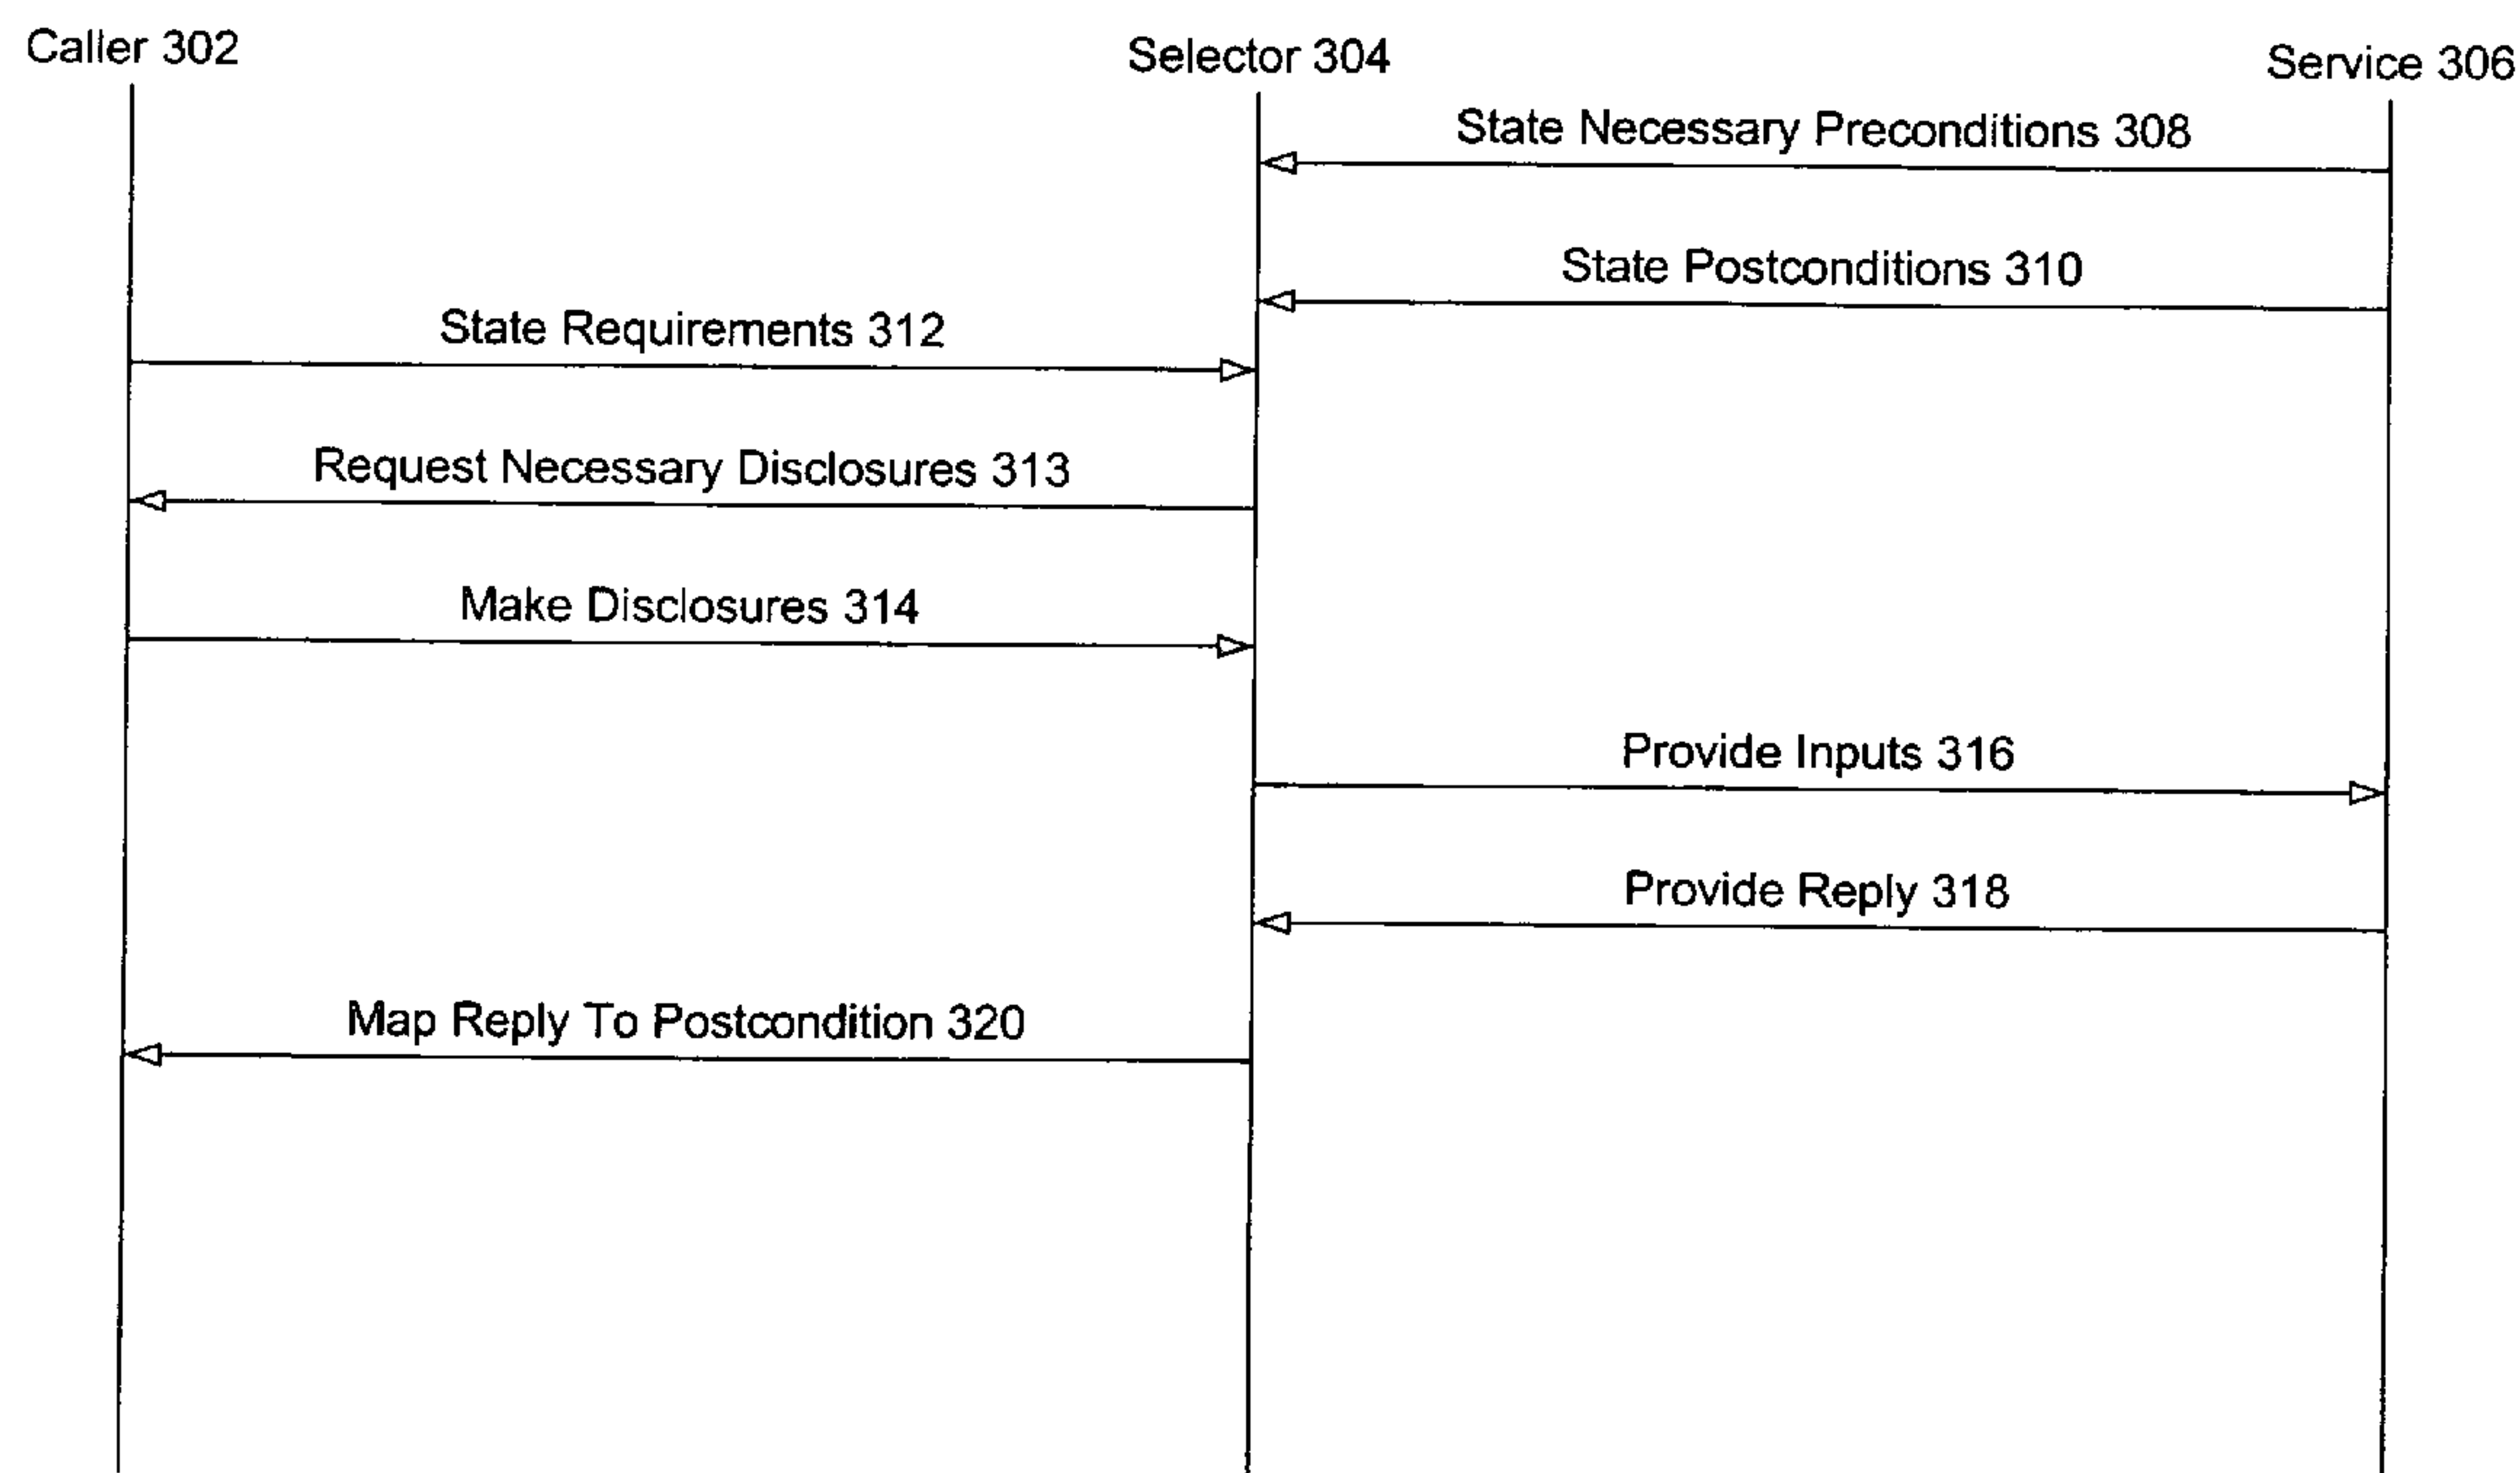 Caller 302
Selector 304
Service 306
State Necessary Preconditions 308
State Postconditions 310
State Requirements 312
Request Necessary Disclosures 313
Make Disclosures 314
Provide Inputs 316
Provide Reply 318
Map Reply To Postcondition 320